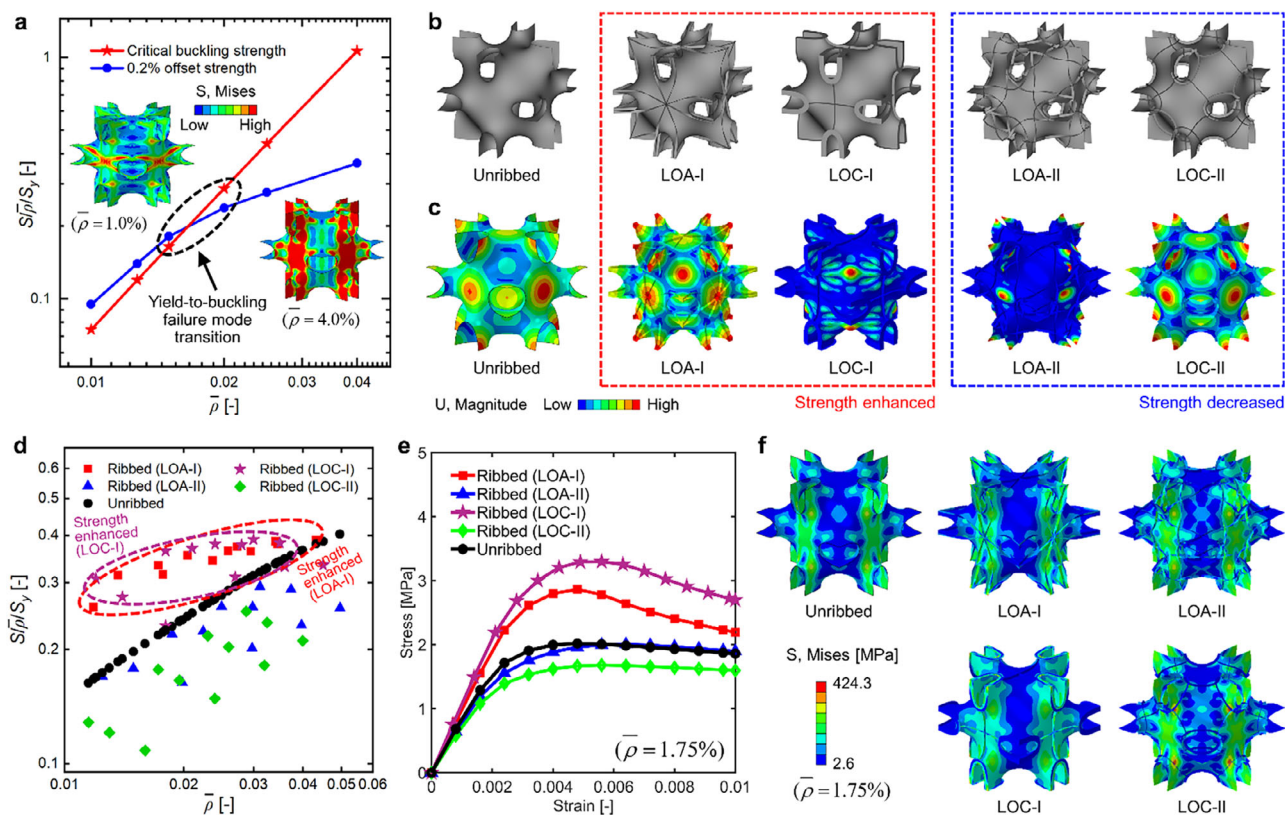 a
Critical buckling strength
0.2% offset strength
S, Mises
Low High
(ρ̅ = 1.0%)
Yield-to-buckling
failure mode
transition
(ρ̅ = 4.0%)
S/ρ̅/Sy [-]
1
0.1
0.01 0.02 0.03 0.04
ρ̅ [-]
b
Unribbed LOA-I LOC-I LOA-II LOC-II
c
Unribbed LOA-I LOC-I LOA-II LOC-II
U, Magnitude Low High
Strength enhanced
Strength decreased
d
Ribbed (LOA-I) Ribbed (LOC-I)
Ribbed (LOA-II) Ribbed (LOC-II)
Unribbed
Strength
enhanced
(LOC-I)
Strength
enhanced
(LOA-I)
S/ρ̅/Sy [-]
0.6
0.5
0.4
0.3
0.2
0.1
0.01 0.02 0.03 0.04 0.05 0.06
ρ̅ [-]
e
Ribbed (LOA-I)
Ribbed (LOA-II)
Ribbed (LOC-I)
Ribbed (LOC-II)
Unribbed
(ρ̅ = 1.75%)
Stress [MPa]
5
4
3
2
1
0
0 0.002 0.004 0.006 0.008 0.01
Strain [-]
f
Unribbed LOA-I LOA-II
S, Mises [MPa]
424.3
2.6
(ρ̅ = 1.75%)
LOC-I LOC-II